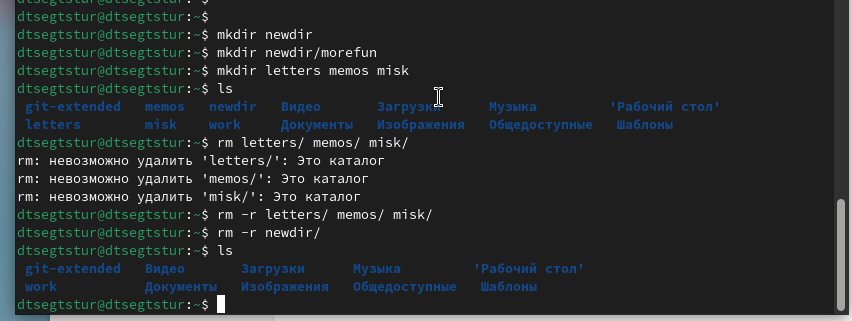 dtsegtstur@dtsegtstur:~$
dtsegtstur@dtsegtstur:~$
dtsegtstur@dtsegtstur:~$ mkdir newdir
dtsegtstur@dtsegtstur:~$ mkdir newdir/morefun
dtsegtstur@dtsegtstur:~$ mkdir letters memos misk
dtsegtstur@dtsegtstur:~$ ls
git-extended memos newdir Видео Загрузки Музыка 'Рабочий стол'
letters misk work Документы Изображения Общедоступные Шаблоны
dtsegtstur@dtsegtstur:~$ rm letters/ memos/ misk/
rm: невозможно удалить 'letters/': Это каталог
rm: невозможно удалить 'memos/': Это каталог
rm: невозможно удалить 'misk/': Это каталог
dtsegtstur@dtsegtstur:~$ rm -r letters/ memos/ misk/
dtsegtstur@dtsegtstur:~$ rm -r newdir/
dtsegtstur@dtsegtstur:~$ ls
git-extended Видео Загрузки Музыка 'Рабочий стол'
work Документы Изображения Общедоступные Шаблоны
dtsegtstur@dtsegtstur:~$